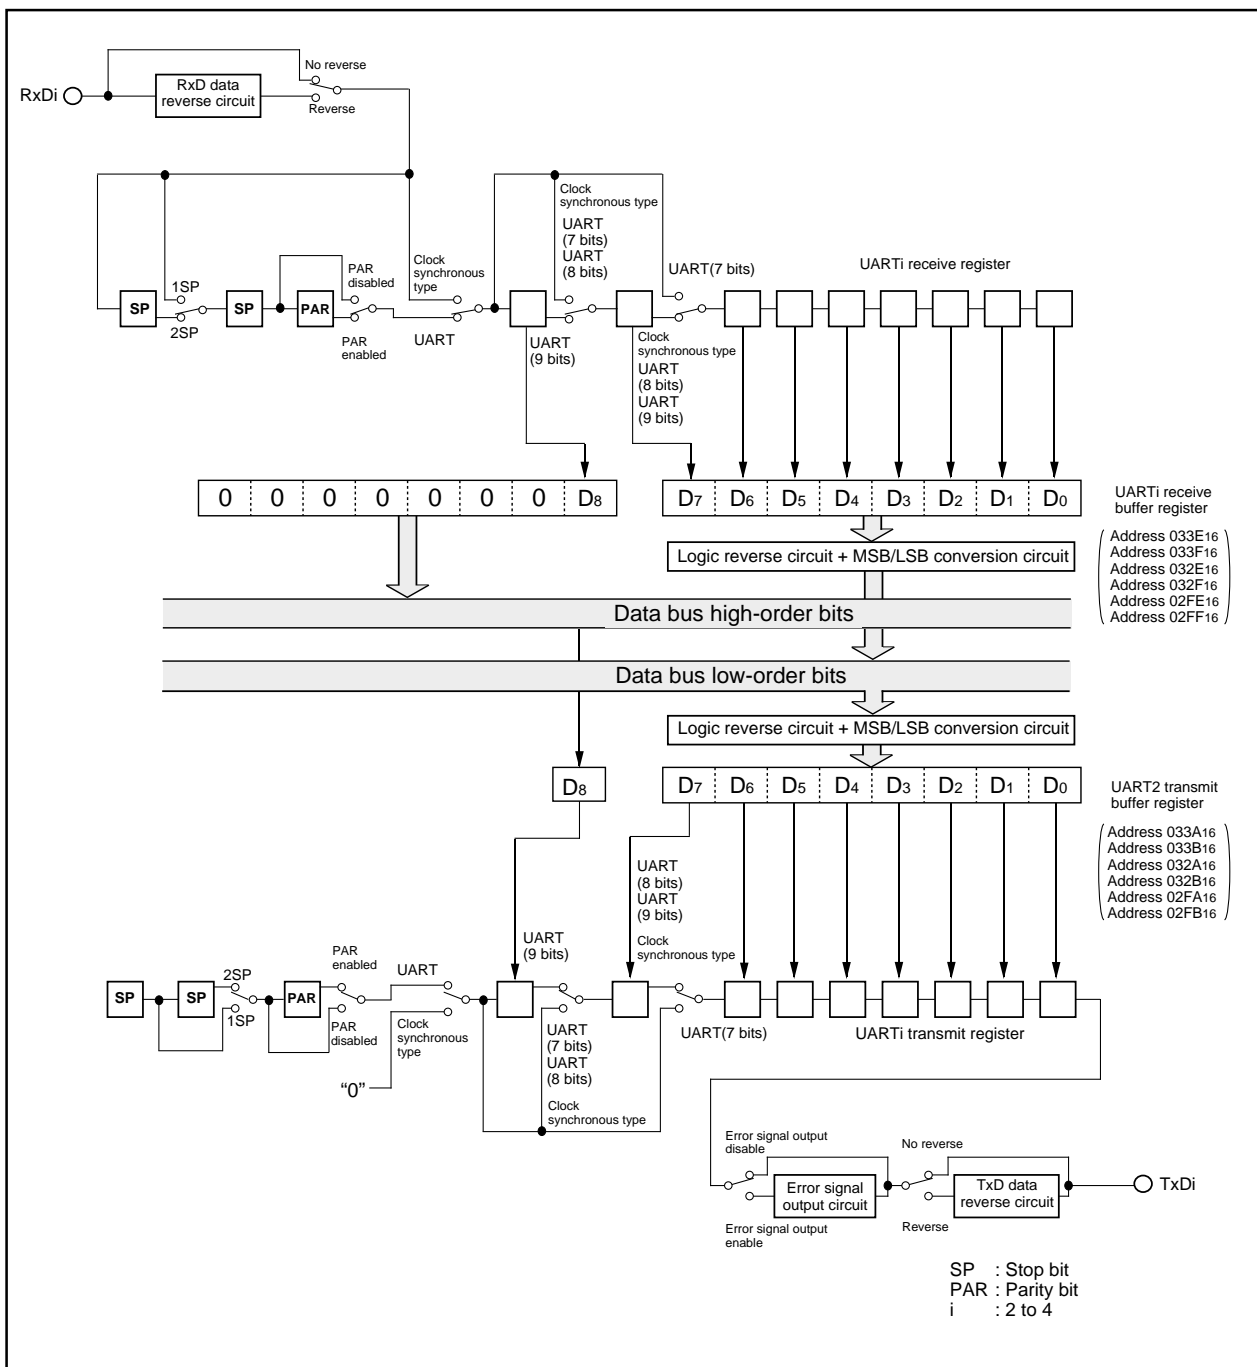 No reverse
RxDi
RxD data
reverse circuit
Reverse
Clock
synchronous type
UART
(7 bits)
UART
(8 bits)
UART(7 bits)
UARTi receive register
PAR
disabled
Clock
synchronous
type
1SP
SP
SP
PAR
2SP
PAR
enabled
UART
UART
(9 bits)
Clock
synchronous type
UART
(8 bits)
UART
(9 bits)
0 0 0 0 0 0 0 D8
D7 D6 D5 D4 D3 D2 D1 D0
UARTi receive
buffer register
Logic reverse circuit + MSB/LSB conversion circuit
Address 033E16
Address 033F16
Address 032E16
Address 032F16
Address 02FE16
Address 02FF16
Data bus high-order bits
Data bus low-order bits
Logic reverse circuit + MSB/LSB conversion circuit
D8
D7 D6 D5 D4 D3 D2 D1 D0
UART2 transmit
buffer register
Address 033A16
Address 033B16
Address 032A16
Address 032B16
Address 02FA16
Address 02FB16
UART
(8 bits)
UART
(9 bits)
Clock
synchronous type
UART
(9 bits)
PAR
enabled
UART
2SP
SP
SP
PAR
1SP
PAR
disabled
Clock
synchronous
type
“0”
UART
(7 bits)
UART
(8 bits)
Clock
synchronous type
UART(7 bits)
UARTi transmit register
Error signal output
disable
No reverse
Error signal
output circuit
TxD data
reverse circuit
TxDi
Error signal output
enable
Reverse
SP : Stop bit
PAR : Parity bit
i : 2 to 4